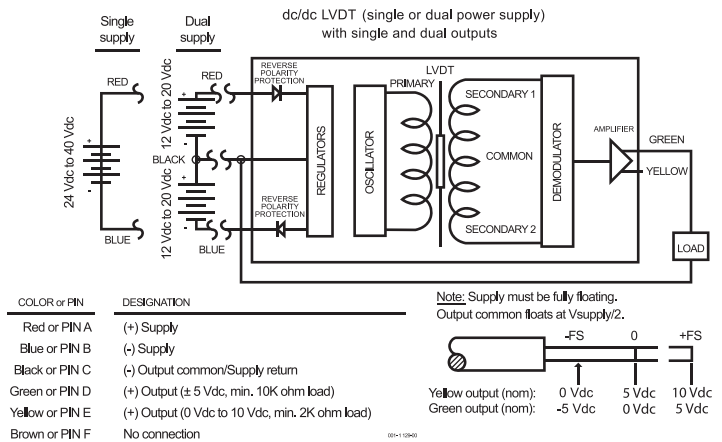 dc/dc LVDT (single or dual power supply)
with single and dual outputs
Single
supply
Dual
supply
RED
RED
REVERSE
POLARITY
PROTECTION
PRIMARY
LVDT
SECONDARY 1
AMPLIFIER
GREEN
24 Vdc to 40 Vdc
+
-
12 Vdc to 20 Vdc
+
-
BLACK
REGULATORS
OSCILLATOR
COMMON
DEMODULATOR
YELLOW
12 Vdc to 20 Vdc
+
-
REVERSE
POLARITY
PROTECTION
BLUE
BLUE
SECONDARY 2
LOAD
COLOR or PIN DESIGNATION
Red or PIN A (+) Supply
Blue or PIN B (-) Supply
Black or PIN C (-) Output common/Supply return
Green or PIN D (+) Output (± 5 Vdc, min. 10K ohm load)
Yellow or PIN E (+) Output (0 Vdc to 10 Vdc, min. 2K ohm load)
Brown or PIN F No connection
Note: Supply must be fully floating.
Output common floats at Vsupply/2.
-FS 0 +FS
Yellow output (nom): 0 Vdc 5 Vdc 10 Vdc
Green output (nom): -5 Vdc 0 Vdc 5 Vdc